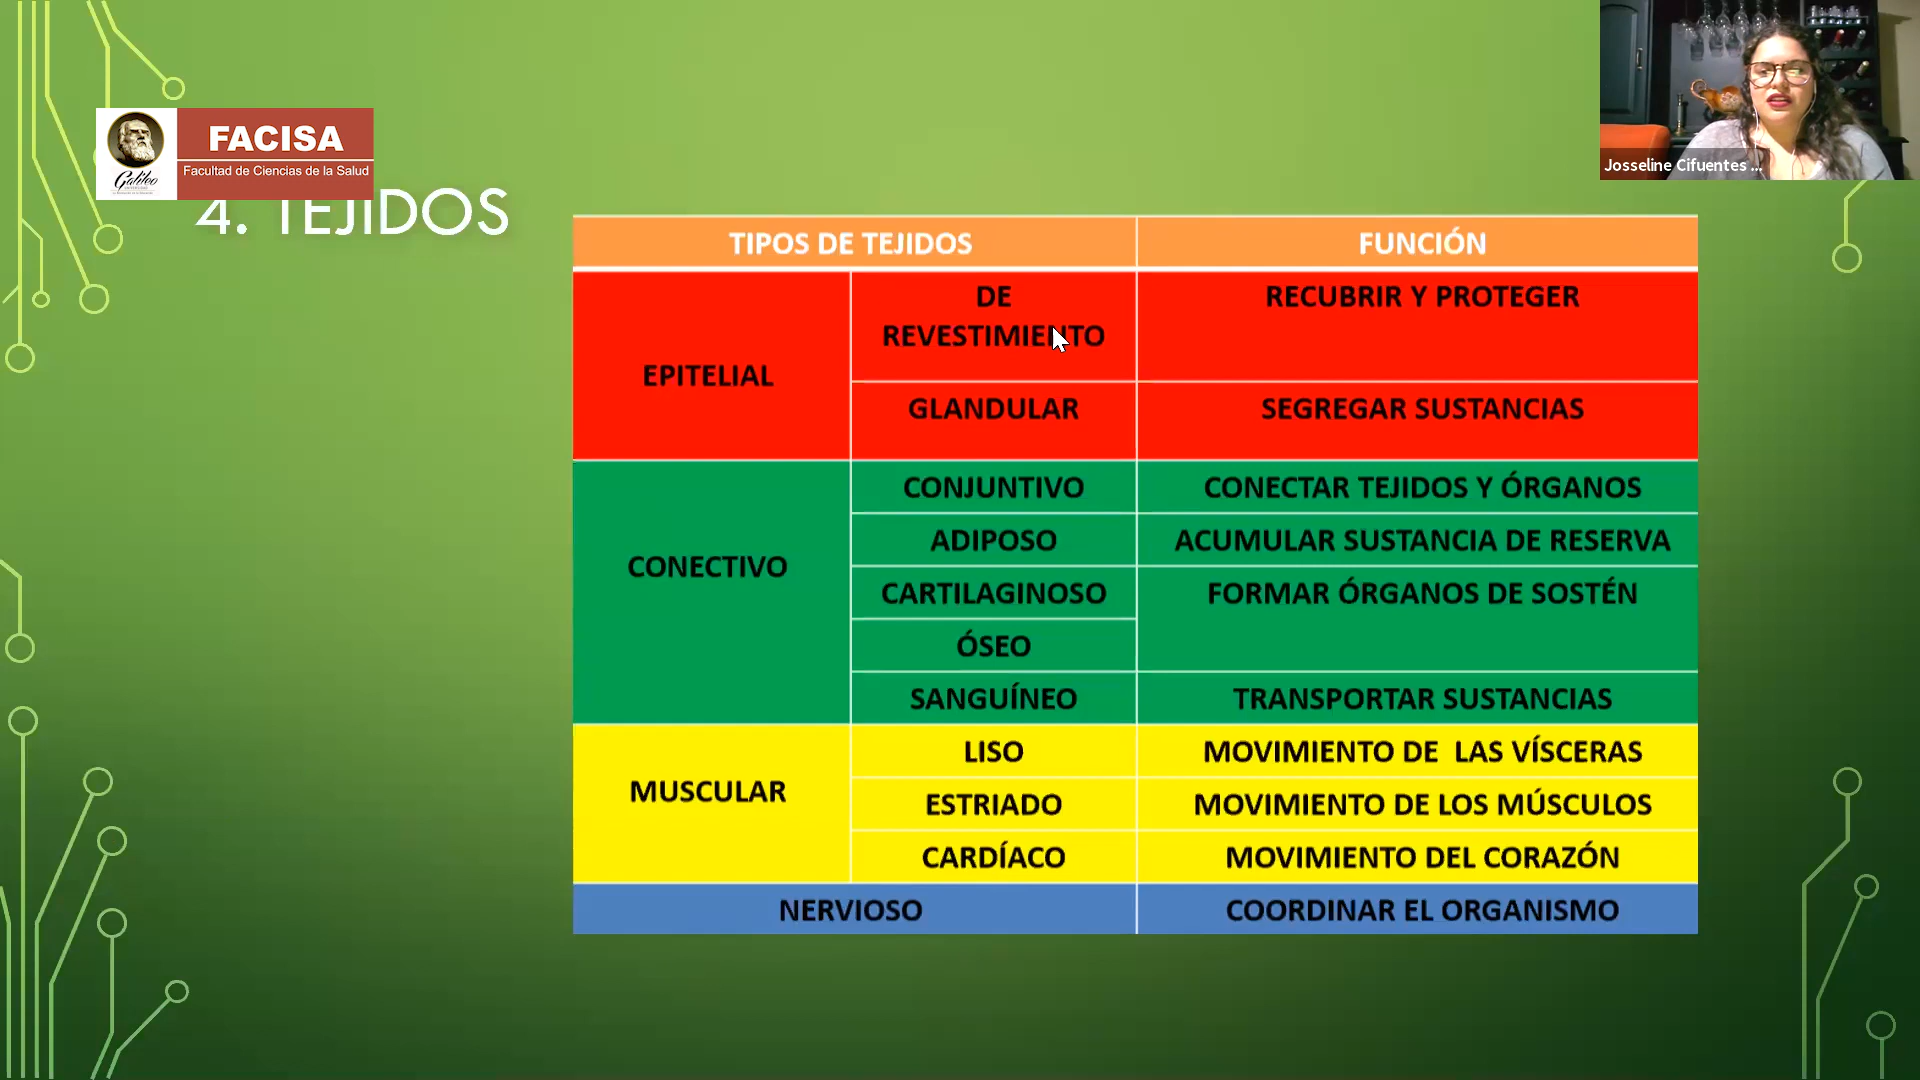 FACISA
Facultad de Ciencias de la Salud
Galileo
4. TEJIDOS
Josseline Cifuentes ...
TIPOS DE TEJIDOS
FUNCIÓN
EPITELIAL
DE
REVESTIMIENTO
RECUBRIR Y PROTEGER
GLANDULAR
SEGREGAR SUSTANCIAS
CONECTIVO
CONJUNTIVO
CONECTAR TEJIDOS Y ÓRGANOS
ADIPOSO
ACUMULAR SUSTANCIA DE RESERVA
CARTILAGINOSO
FORMAR ÓRGANOS DE SOSTÉN
ÓSEO
SANGUÍNEO
TRANSPORTAR SUSTANCIAS
MUSCULAR
LISO
MOVIMIENTO DE LAS VÍSCERAS
ESTRIADO
MOVIMIENTO DE LOS MÚSCULOS
CARDÍACO
MOVIMIENTO DEL CORAZÓN
NERVIOSO
COORDINAR EL ORGANISMO